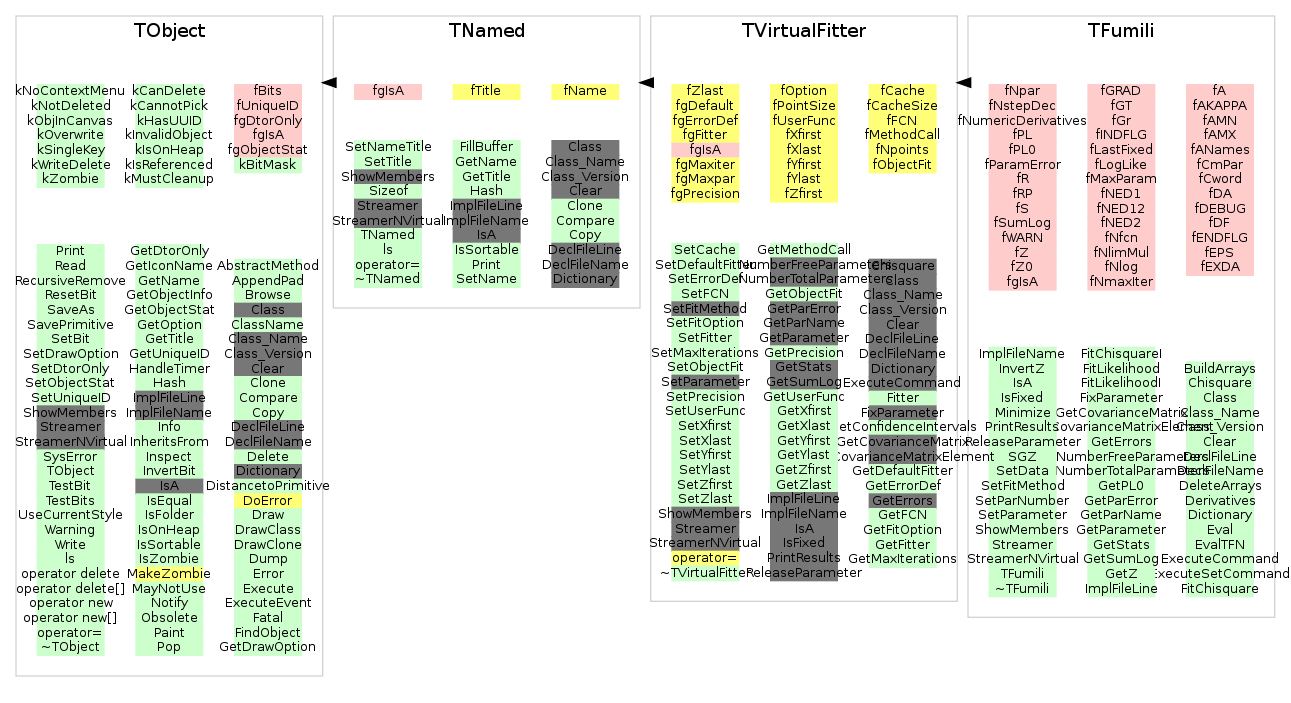 TObject
kNoContextMenu
kNotDeleted
kObjInCanvas
kOverwrite
kSingleKey
kWriteDelete
kZombie
kCanDelete
kCannotPick
kHasUUID
kInvalidObject
kIsOnHeap
kIsReferenced
kMustCleanup
fBits
fUniqueID
fgDtorOnly
fgIsA
fgObjectStat
kBitMask
Print
Read
RecursiveRemove
ResetBit
SaveAs
SavePrimitive
SetBit
SetDrawOption
SetDtorOnly
SetObjectStat
SetUniqueID
ShowMembers
Streamer
StreamerNVirtual
SysError
TObject
TestBit
TestBits
UseCurrentStyle
Warning
Write
ls
operator delete
operator delete[]
operator new
operator new[]
operator=
~TObject
GetDtorOnly
GetIconName
GetName
GetObjectInfo
GetObjectStat
GetOption
GetTitle
GetUniqueID
HandleTimer
Hash
ImplFileLine
ImplFileName
Info
InheritsFrom
Inspect
InvertBit
IsA
IsEqual
IsFolder
IsOnHeap
IsSortable
IsZombie
MakeZombie
MayNotUse
Notify
Obsolete
Paint
Pop
AbstractMethod
AppendPad
Browse
Class
ClassName
Class_Name
Class_Version
Clear
Clone
Compare
Copy
DeclFileLine
DeclFileName
Delete
Dictionary
DistancetoPrimitive
DoError
Draw
DrawClass
DrawClone
Dump
Error
Execute
ExecuteEvent
Fatal
FindObject
GetDrawOption
TNamed
fgIsA
fTitle
fName
SetNameTitle
SetTitle
ShowMembers
Sizeof
Streamer
StreamerNVirtual
TNamed
ls
operator=
~TNamed
FillBuffer
GetName
GetTitle
Hash
ImplFileLine
ImplFileName
IsA
IsSortable
Print
SetName
Class
Class_Name
Class_Version
Clear
Clone
Compare
Copy
DeclFileLine
DeclFileName
Dictionary
TVirtualFitter
fZlast
fgDefault
fgErrorDef
fgFitter
fgIsA
fgMaxiter
fgMaxpar
fgPrecision
fOption
fPointSize
fUserFunc
fXfirst
fXlast
fYfirst
fYlast
fZfirst
fCache
fCacheSize
fFCN
fMethodCall
fNpoints
fObjectFit
SetCache
SetDefaultFitter
SetErrorDef
SetFCN
SetFitMethod
SetFitOption
SetFitter
SetMaxIterations
SetObjectFit
SetParameter
SetPrecision
SetUserFunc
SetXfirst
SetXlast
SetYfirst
SetYlast
SetZfirst
SetZlast
ShowMembers
Streamer
StreamerNVirtual
operator=
~TVirtualFitter
GetMethodCall
NumberFreeParameters
NumberTotalParameters
GetObjectFit
GetParError
GetParName
GetParameter
GetPrecision
GetStats
GetSumLog
GetUserFunc
GetXfirst
GetXlast
GetYfirst
GetYlast
GetZfirst
GetZlast
ImplFileLine
ImplFileName
IsA
IsFixed
PrintResults
ReleaseParameter
Chisquare
Class
Class_Name
Class_Version
Clear
DeclFileLine
DeclFileName
Dictionary
ExecuteCommand
Fitter
FixParameter
etConfidenceIntervals
GetCovarianceMatrix
CovarianceMatrixElement
GetDefaultFitter
GetErrorDef
GetErrors
GetFCN
GetFitOption
GetFitter
GetMaxIterations
TFumili
fNpar
fNstepDec
fNumericDerivatives
fPL
fPL0
fParamError
fR
fRP
fS
fSumLog
fWARN
fZ
fZ0
fgIsA
fGRAD
fGT
fGr
fINDFLG
fLastFixed
fLogLike
fMaxParam
fNED1
fNED12
fNED2
fNfcn
fNlimMul
fNlog
fNmaxIter
fA
fAKAPPA
fAMN
fAMX
fANames
fCmPar
fCword
fDA
fDEBUG
fDF
fENDFLG
fEPS
fEXDA
ImplFileName
InvertZ
IsA
IsFixed
Minimize
PrintResults
ReleaseParameter
SGZ
SetData
SetFitMethod
SetParNumber
SetParameter
ShowMembers
Streamer
StreamerNVirtual
TFumili
~TFumili
FitChisquareI
FitLikelihood
FitLikelihoodI
FixParameter
GetCovarianceMatrix
CovarianceMatrixElement
GetErrors
NumberFreeParameters
NumberTotalParameters
GetPL0
GetParError
GetParName
GetParameter
GetStats
GetSumLog
GetZ
ImplFileLine
BuildArrays
Chisquare
Class
Class_Name
Class_Version
Clear
DeclFileLine
DeclFileName
DeleteArrays
Derivatives
Dictionary
Eval
EvalTFN
ExecuteCommand
ExecuteSetCommand
FitChisquare